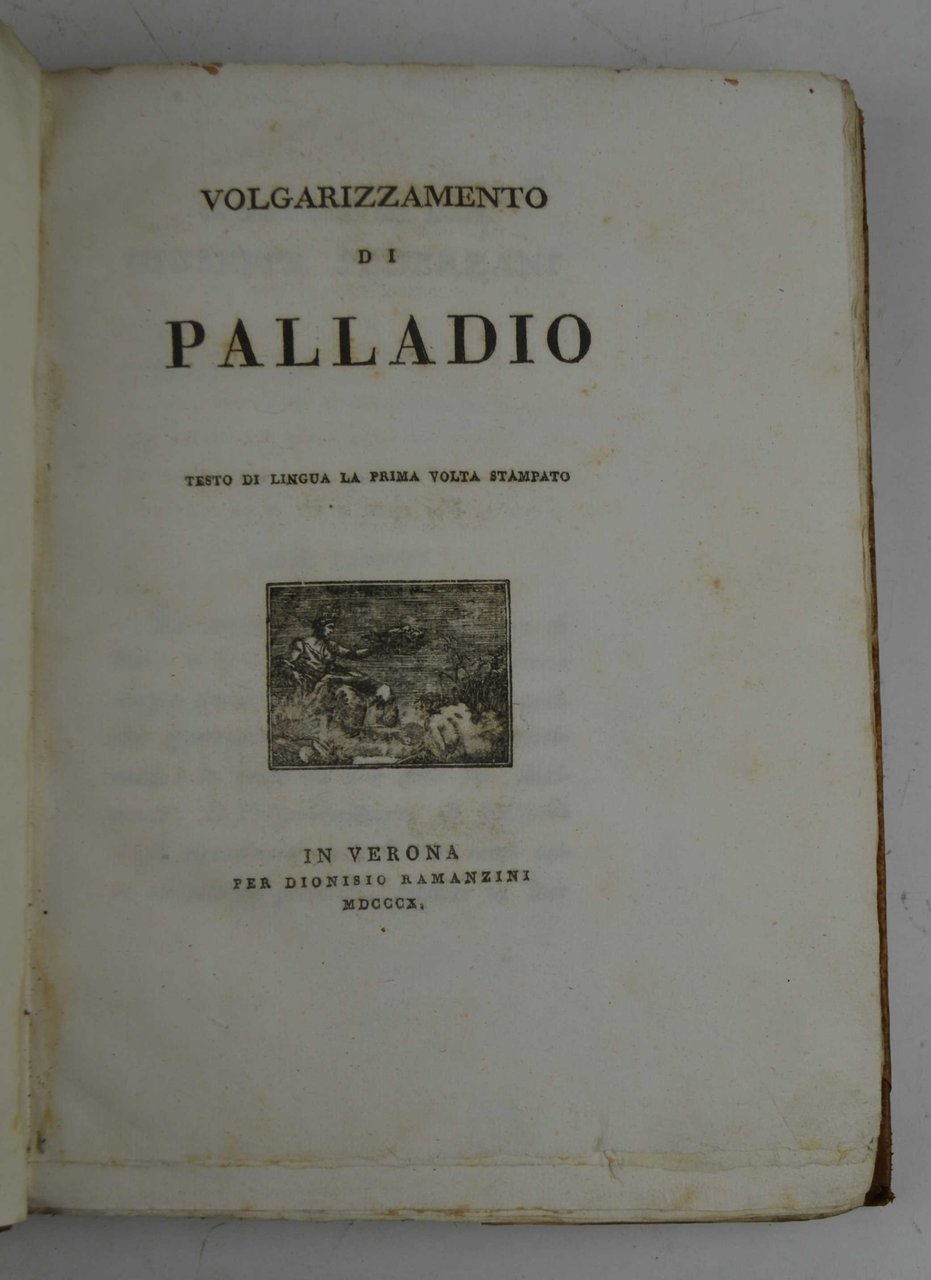 VOLGARIZZAMENTO
DI
PALLADIO
TESTO DI LINGUA LA PRIMA VOLTA STAMPATO
IN VERONA
PER DIONISIO RAMANZINI
MDCCCX.